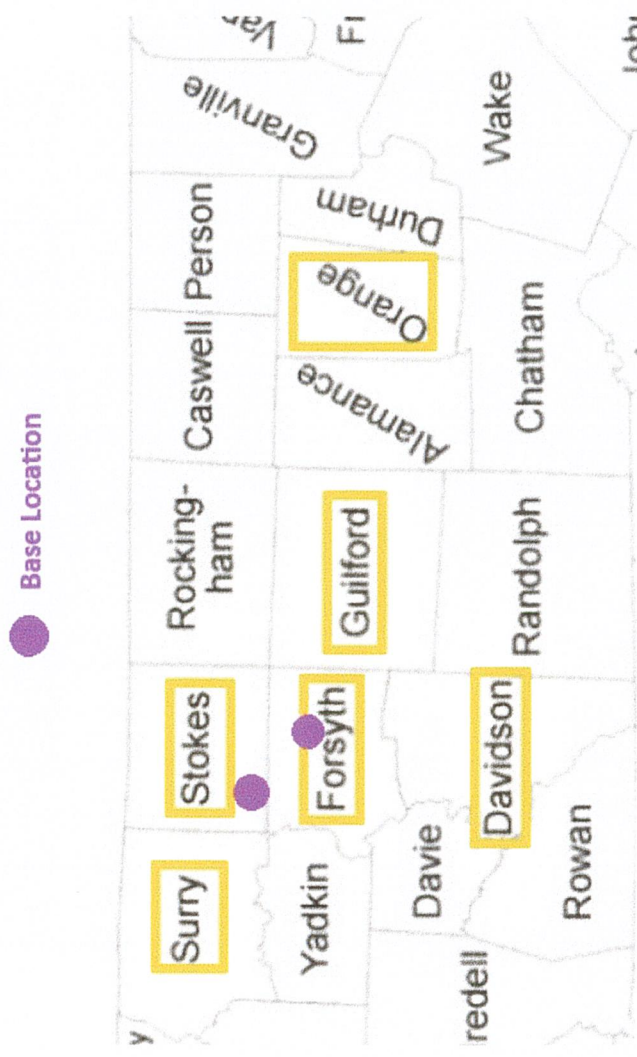 Base Location
y
Surry
Stokes
Rocking-
ham
Caswell
Person
Granville
Van
Yadkin
Forsyth
Guilford
Alamance
Orange
Durham
redell
Davie
Davidson
Randolph
Chatham
Wake
Rowan